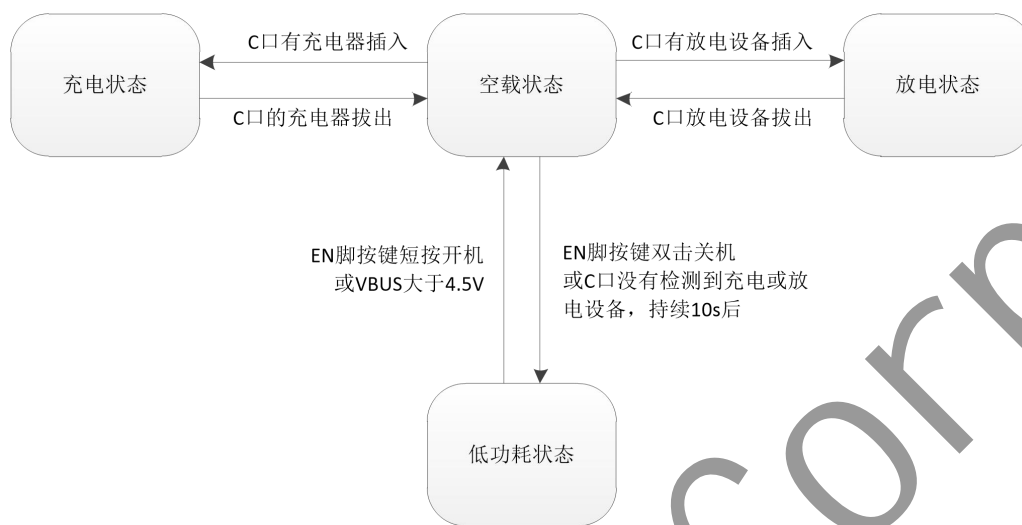 C口有充电器插入
C口有放电设备插入
充电状态
空载状态
放电状态
C口的充电器拔出
C口放电设备拔出
EN脚按键短按开机
或VBUS大于4.5V
EN脚按键双击关机
或C口没有检测到充电或放
电设备，持续10s后
低功耗状态
Corp